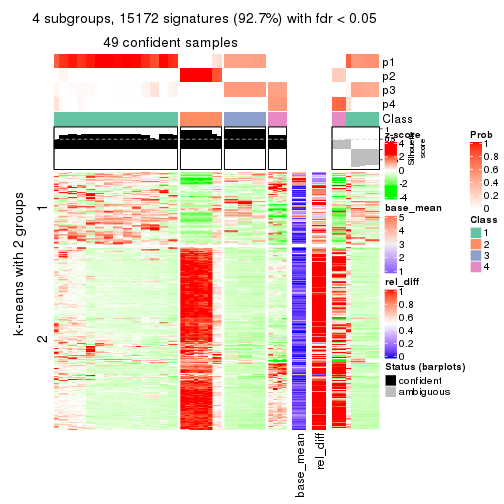 4 subgroups, 15172 signatures (92.7%) with fdr < 0.05
49 confident samples
p1
p2
p3
p4
Class
1
Silhouette
score
k-means with 2 groups
1
2
base_mean
rel_diff
z-score
4
2
0
-2
-4
base_mean
5
3
1
rel_diff
1
0.8
0.6
0.4
0.2
0
Status (barplots)
confident
ambiguous
Prob
1
0.8
0.6
0.4
0.2
0
Class
1
2
3
4